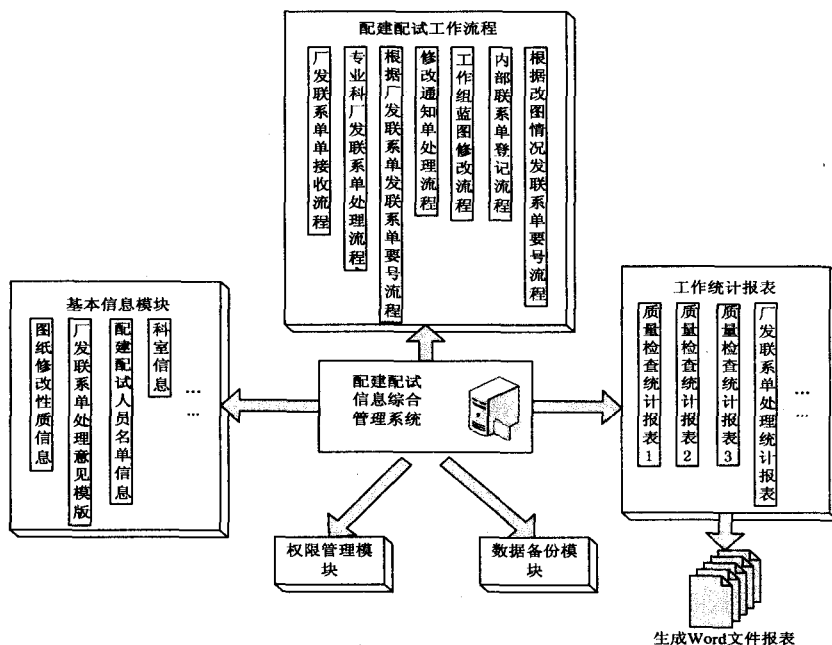 配建配试工作流程
厂发联系单单接收流程
专业科厂发联系单处理流程
根据厂发联系单发联系单要号流程
修改通知单处理流程
工作组蓝图修改流程
内部联系单登记流程
根据改图情况发联系单要号流程
基本信息模块
图纸修改性质信息
厂发联系单处理意见模版
配建配试人员名单信息
科室信息
...
...
配建配试
信息综合
管理系统
工作统计报表
质量检查统计报表1
质量检查统计报表2
质量检查统计报表3
厂发联系单处理统计报表
...
...
权限管理模
块
数据备份模
块
生成Word文件报表